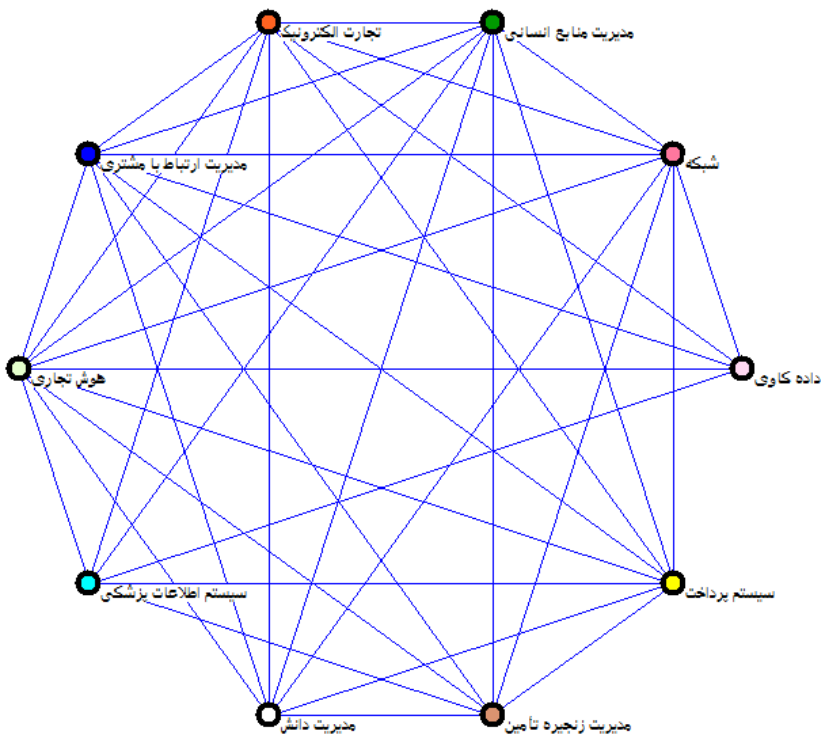 مدیریت منابع انسانی
تجارت الکترونیک
شبکه
مدیریت ارتباط با مشتری
داده کاوی
هوش تجاری
سیستم پرداخت
سیستم اطلاعات پزشکی
مدیریت زنجیره تأمین
مدیریت دانش